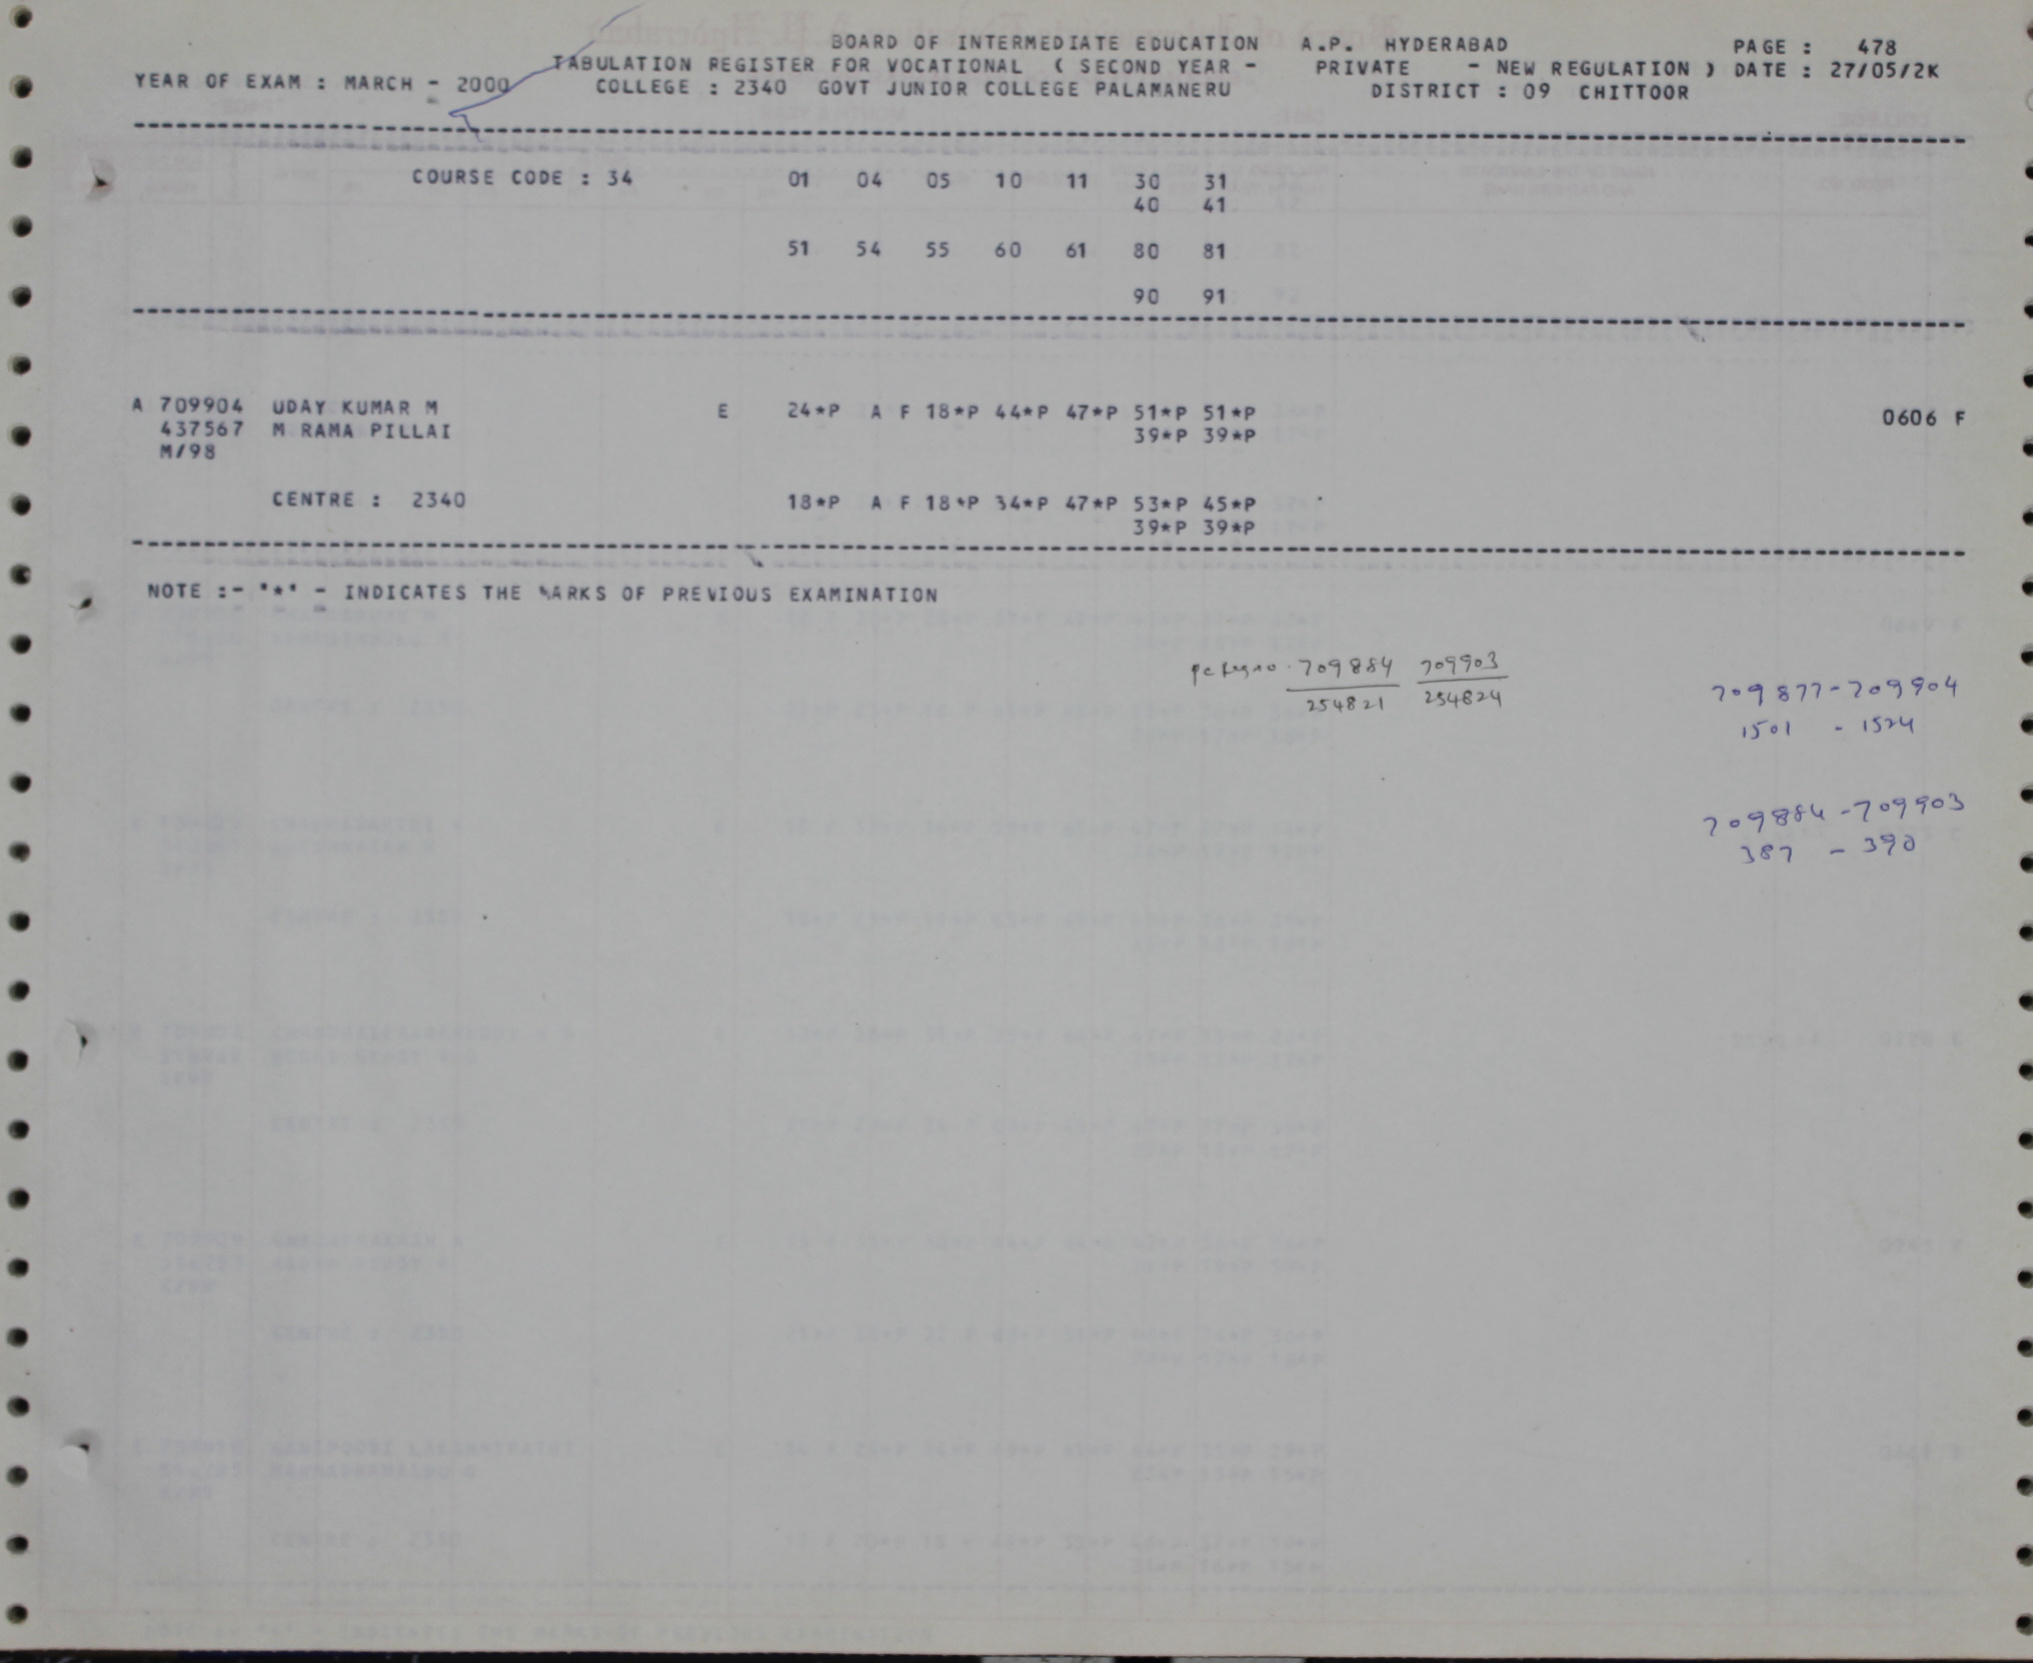 BOARD OF INTERMEDIATE EDUCATION A.P. HYDERABAD PAGE : 478
TABULATION REGISTER FOR VOCATIONAL ( SECOND YEAR - PRIVATE - NEW REGULATION ) DATE : 27/05/2K
YEAR OF EXAM : MARCH - 2000 COLLEGE : 2340 GOVT JUNIOR COLLEGE PALAMANERU DISTRICT : 09 CHITTOOR
COURSE CODE : 34 01 04 05 10 11 30 31
40 41
51 54 55 60 61 80 81
90 91
A 709904 UDAY KUMAR M E 24*P A F 18*P 44*P 47*P 51*P 51*P 0606 F
437567 M RAMA PILLAI 39*P 39*P
M/98
CENTRE : 2340 18*P A F 18*P 34*P 47*P 53*P 45*P
39*P 39*P
NOTE :- "*" - INDICATES THE MARKS OF PREVIOUS EXAMINATION
709884 709903
254821 254824
709877-709904
1501 - 1524
709884-709903
387 - 390